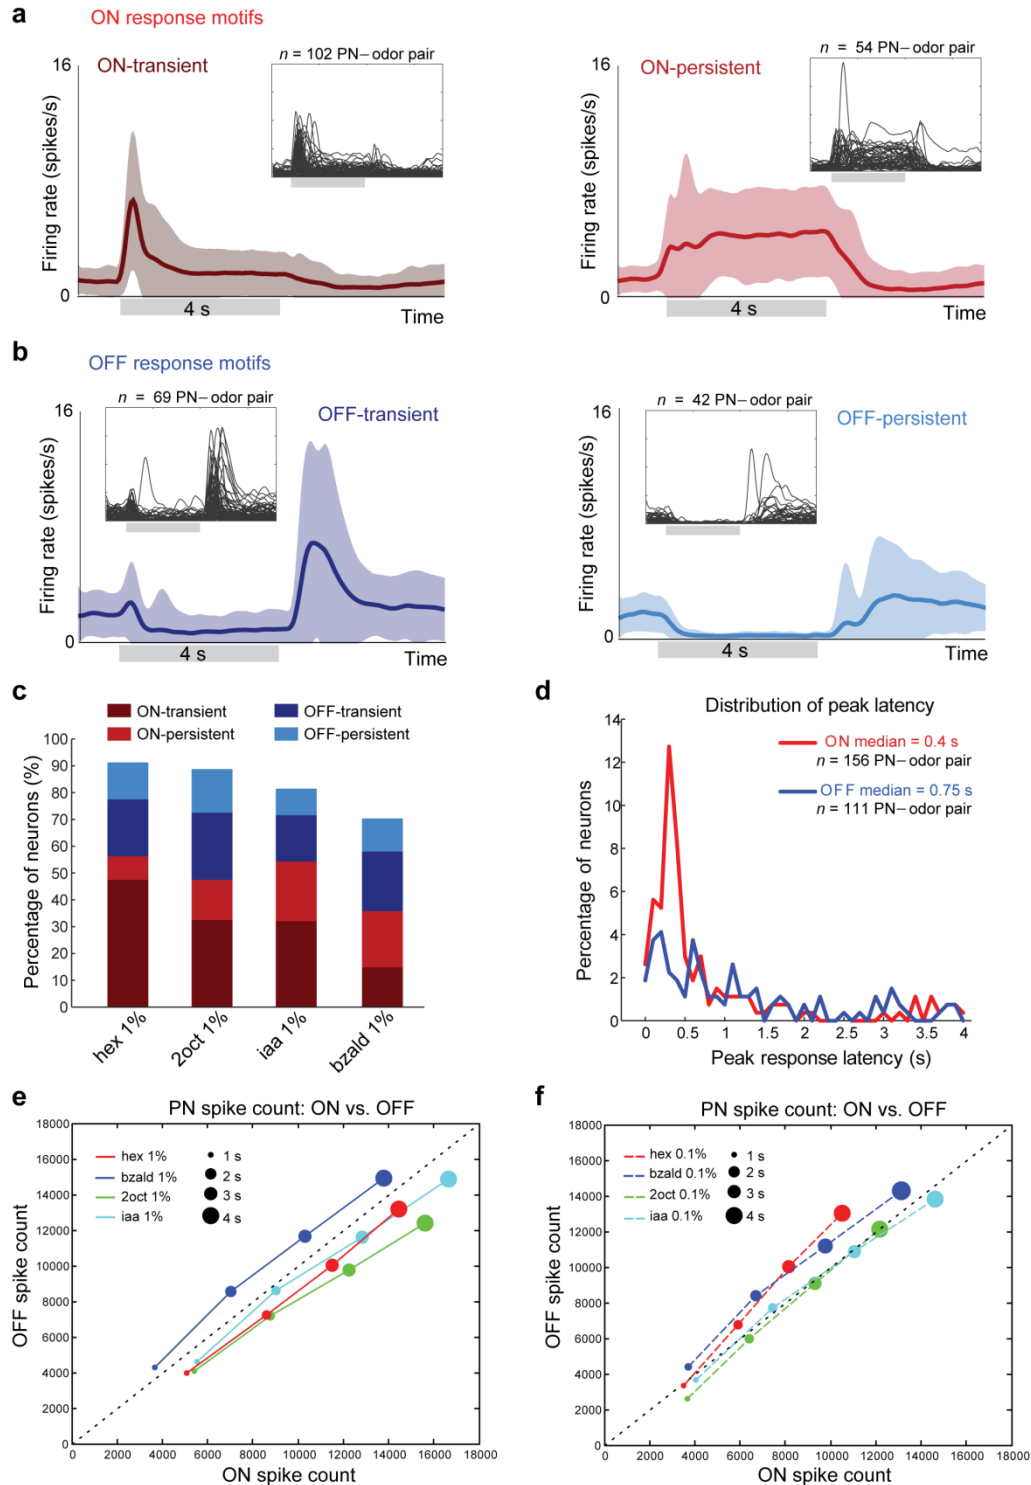 a
ON response motifs
ON-transient
n = 102 PN–odor pair
16
Firing rate (spikes/s)
0
4 s
Time
ON-persistent
n = 54 PN–odor pair
16
Firing rate (spikes/s)
0
4 s
Time
b
OFF response motifs
n = 69 PN–odor pair
OFF-transient
16
Firing rate (spikes/s)
0
4 s
Time
n = 42 PN–odor pair
OFF-persistent
16
Firing rate (spikes/s)
0
4 s
Time
c
ON-transient
OFF-transient
ON-persistent
OFF-persistent
Percentage of neurons (%)
100
90
80
70
60
50
40
30
20
10
0
hex 1%
2oct 1%
iaa 1%
bzald 1%
d
Distribution of peak latency
ON median = 0.4 s
n = 156 PN–odor pair
OFF median = 0.75 s
n = 111 PN–odor pair
Percentage of neurons
14
12
10
8
6
4
2
0
0 0.5 1 1.5 2 2.5 3 3.5 4
Peak response latency (s)
e
PN spike count: ON vs. OFF
hex 1%
bzald 1%
2oct 1%
iaa 1%
1 s
2 s
3 s
4 s
OFF spike count
18000
16000
14000
12000
10000
8000
6000
4000
2000
0
0 2000 4000 6000 8000 10000 12000 14000 16000 18000
ON spike count
f
PN spike count: ON vs. OFF
hex 0.1%
bzald 0.1%
2oct 0.1%
iaa 0.1%
1 s
2 s
3 s
4 s
OFF spike count
18000
16000
14000
12000
10000
8000
6000
4000
2000
0
0 2000 4000 6000 8000 10000 12000 14000 16000 18000
ON spike count